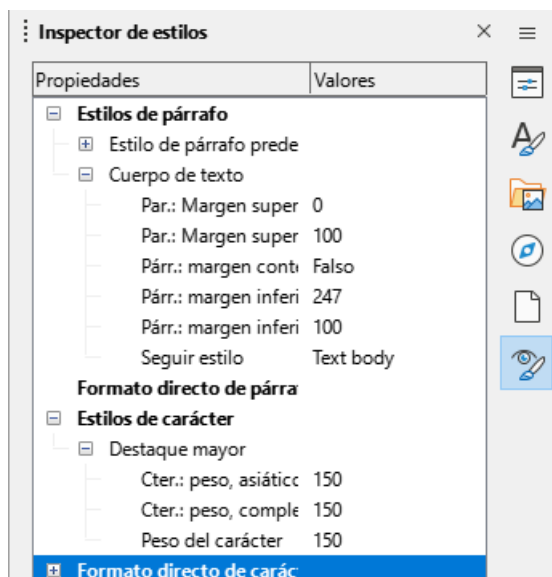 Inspector de estilos
Propiedades Valores
Estilos de párrafo
Estilo de párrafo prede
Cuerpo de texto
Par.: Margen super 0
Par.: Margen super 100
Párr.: margen conte Falso
Párr.: margen inferi 247
Párr.: margen inferi 100
Seguir estilo Text body
Formato directo de párra
Estilos de carácter
Destaque mayor
Cter.: peso, asiático 150
Cter.: peso, comple 150
Peso del carácter 150
Formato directo de carác